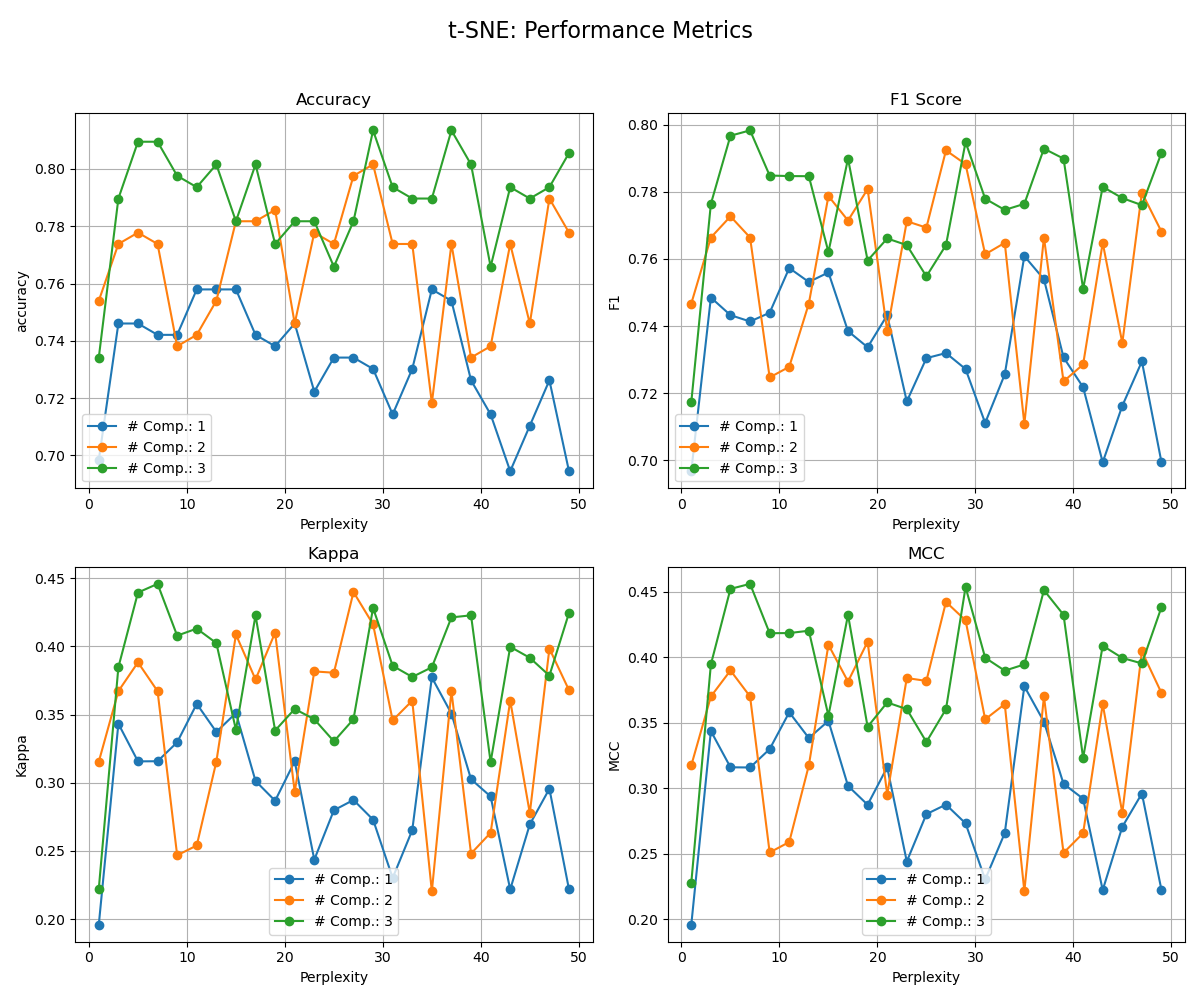 t-SNE: Performance Metrics
Accuracy
accuracy
0.80
0.78
0.76
0.74
0.72
0.70
# Comp.: 1
# Comp.: 2
# Comp.: 3
0 10 20 30 40 50
Perplexity
F1 Score
F1
0.80
0.78
0.76
0.74
0.72
0.70
# Comp.: 1
# Comp.: 2
# Comp.: 3
0 10 20 30 40 50
Perplexity
Kappa
Kappa
0.45
0.40
0.35
0.30
0.25
0.20
# Comp.: 1
# Comp.: 2
# Comp.: 3
0 10 20 30 40 50
Perplexity
MCC
MCC
0.45
0.40
0.35
0.30
0.25
0.20
# Comp.: 1
# Comp.: 2
# Comp.: 3
0 10 20 30 40 50
Perplexity